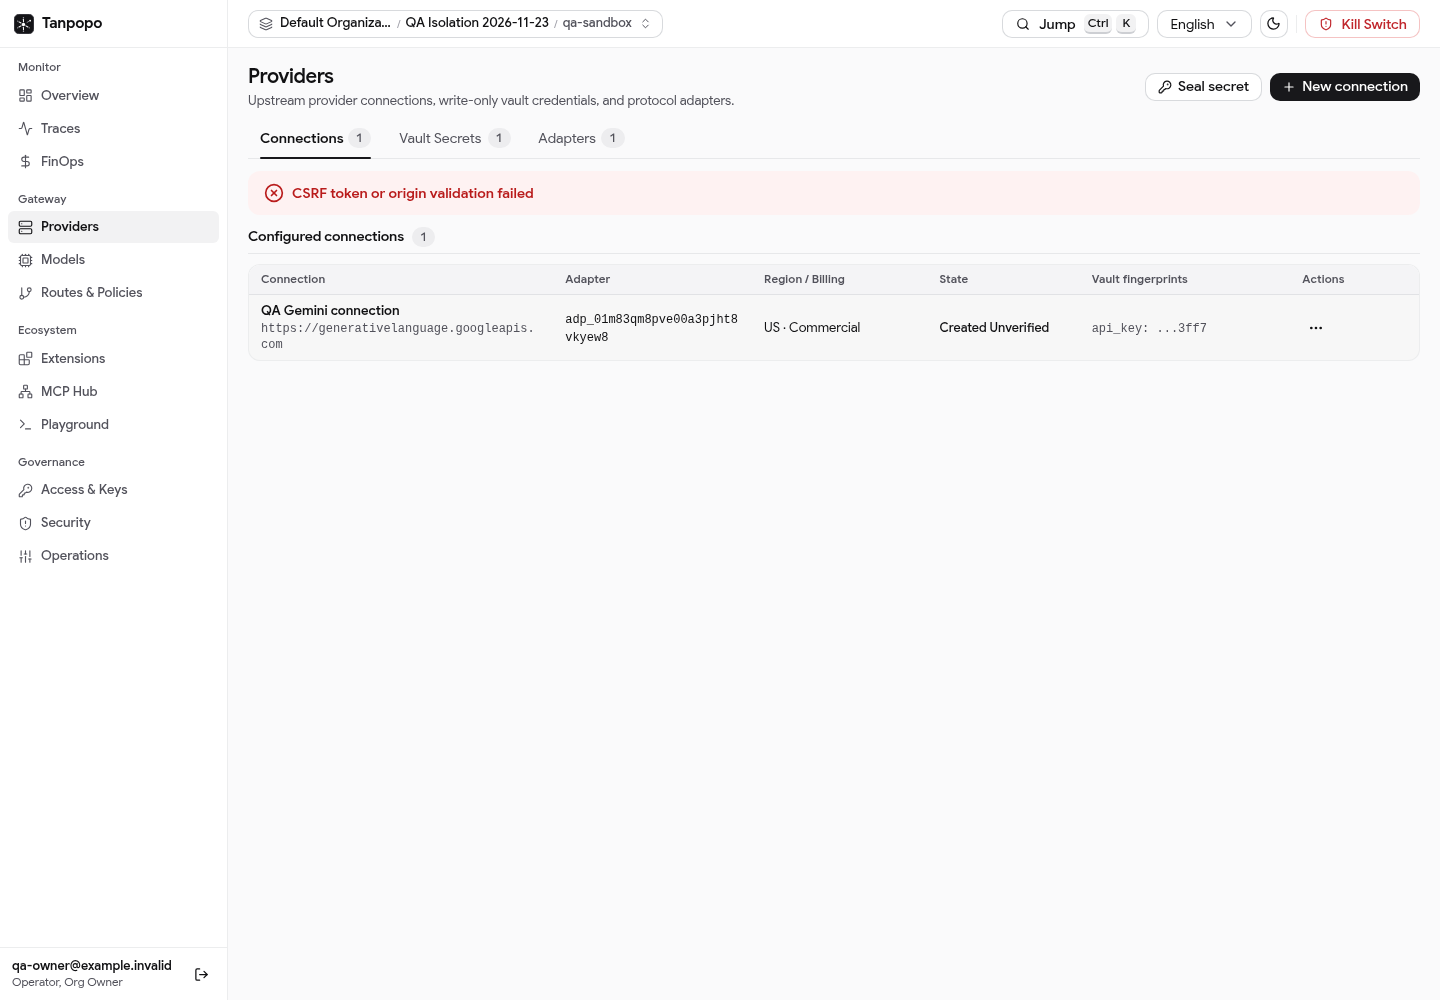 Tanpopo
Default Organiza... / QA Isolation 2026-11-23 / qa-sandbox
Jump Ctrl K
English
Kill Switch
Monitor
Overview
Traces
FinOps
Gateway
Providers
Models
Routes & Policies
Ecosystem
Extensions
MCP Hub
Playground
Governance
Access & Keys
Security
Operations
qa-owner@example.invalid
Operator, Org Owner
Providers
Upstream provider connections, write-only vault credentials, and protocol adapters.
Seal secret
New connection
Connections 1
Vault Secrets 1
Adapters 1
CSRF token or origin validation failed
Configured connections 1
Connection Adapter Region / Billing State Vault fingerprints Actions
QA Gemini connection
https://generativelanguage.googleapis.
com
adp_01m83qm8pve00a3pjht8
vkyew8
US · Commercial
Created Unverified
api_key: ...3ff7